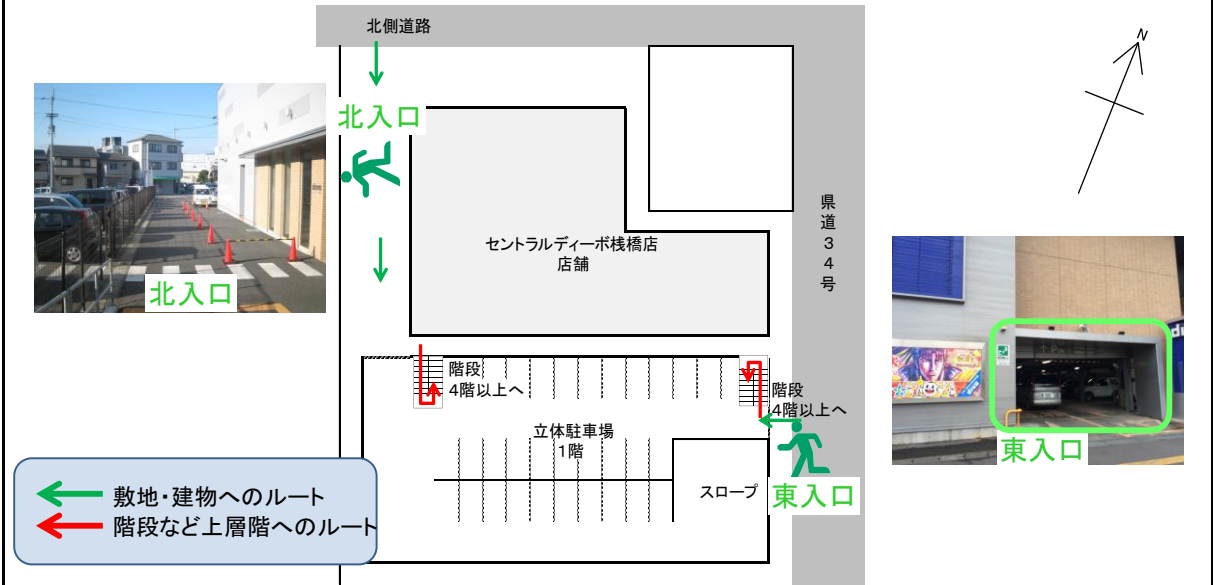 北側道路
N
北入口
北入口
県
道
3
4
号
セントラルディーボ桟橋店
店舗
階段
4階以上へ
階段
4階以上へ
立体駐車場
1階
スロープ
東入口
東入口
敷地・建物へのルート
階段など上層階へのルート